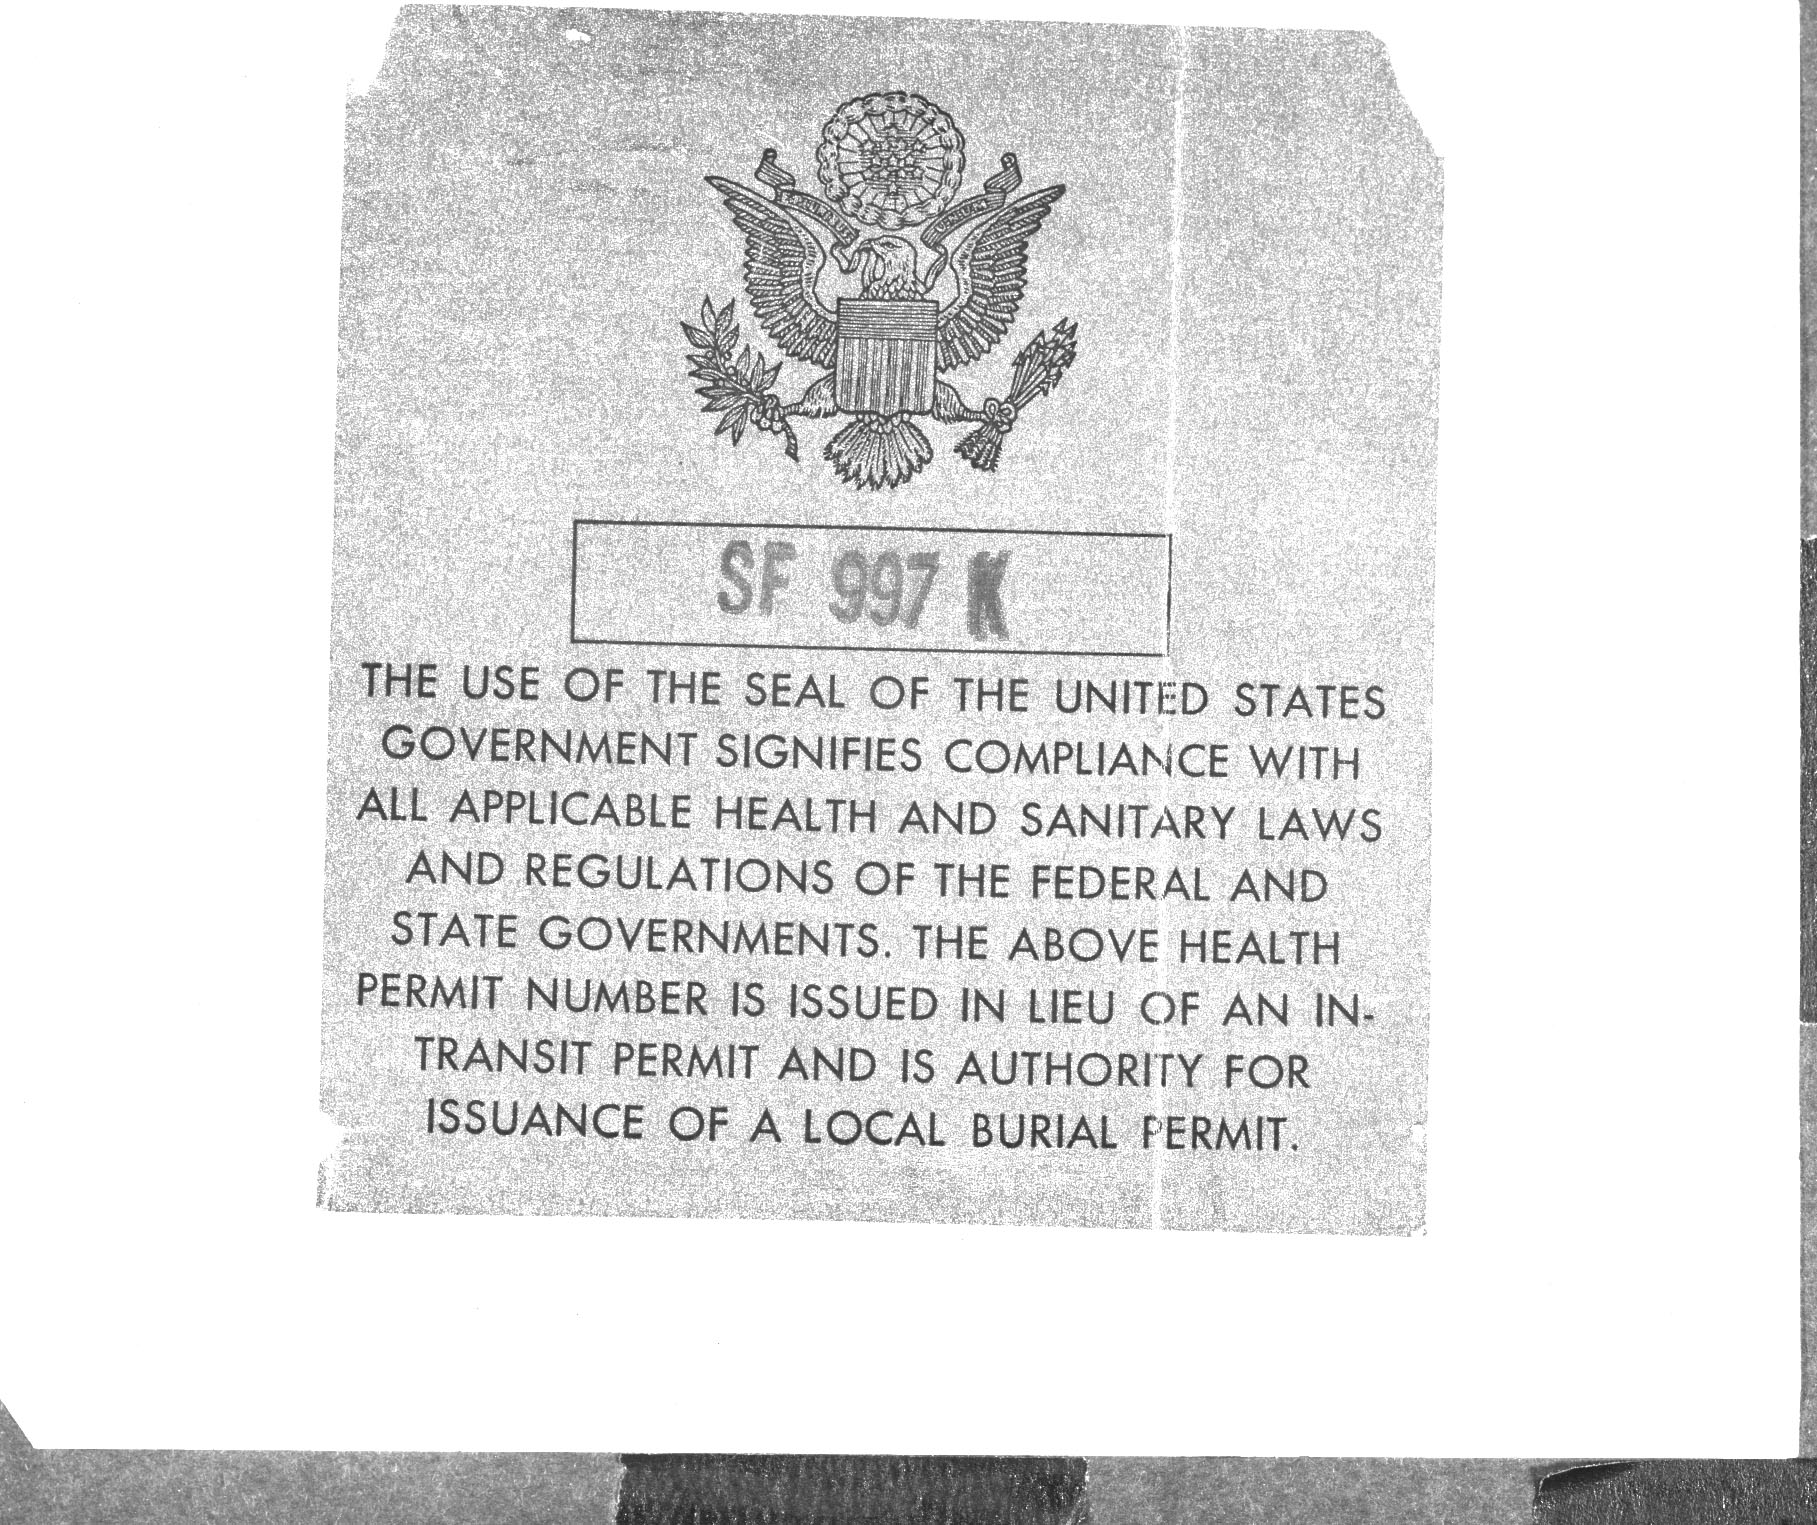 SF 997 K
THE USE OF THE SEAL OF THE UNITED STATES
GOVERNMENT SIGNIFIES COMPLIANCE WITH
ALL APPLICABLE HEALTH AND SANITARY LAWS
AND REGULATIONS OF THE FEDERAL AND
STATE GOVERNMENTS. THE ABOVE HEALTH
PERMIT NUMBER IS ISSUED IN LIEU OF AN IN-
TRANSIT PERMIT AND IS AUTHORITY FOR
ISSUANCE OF A LOCAL BURIAL PERMIT.